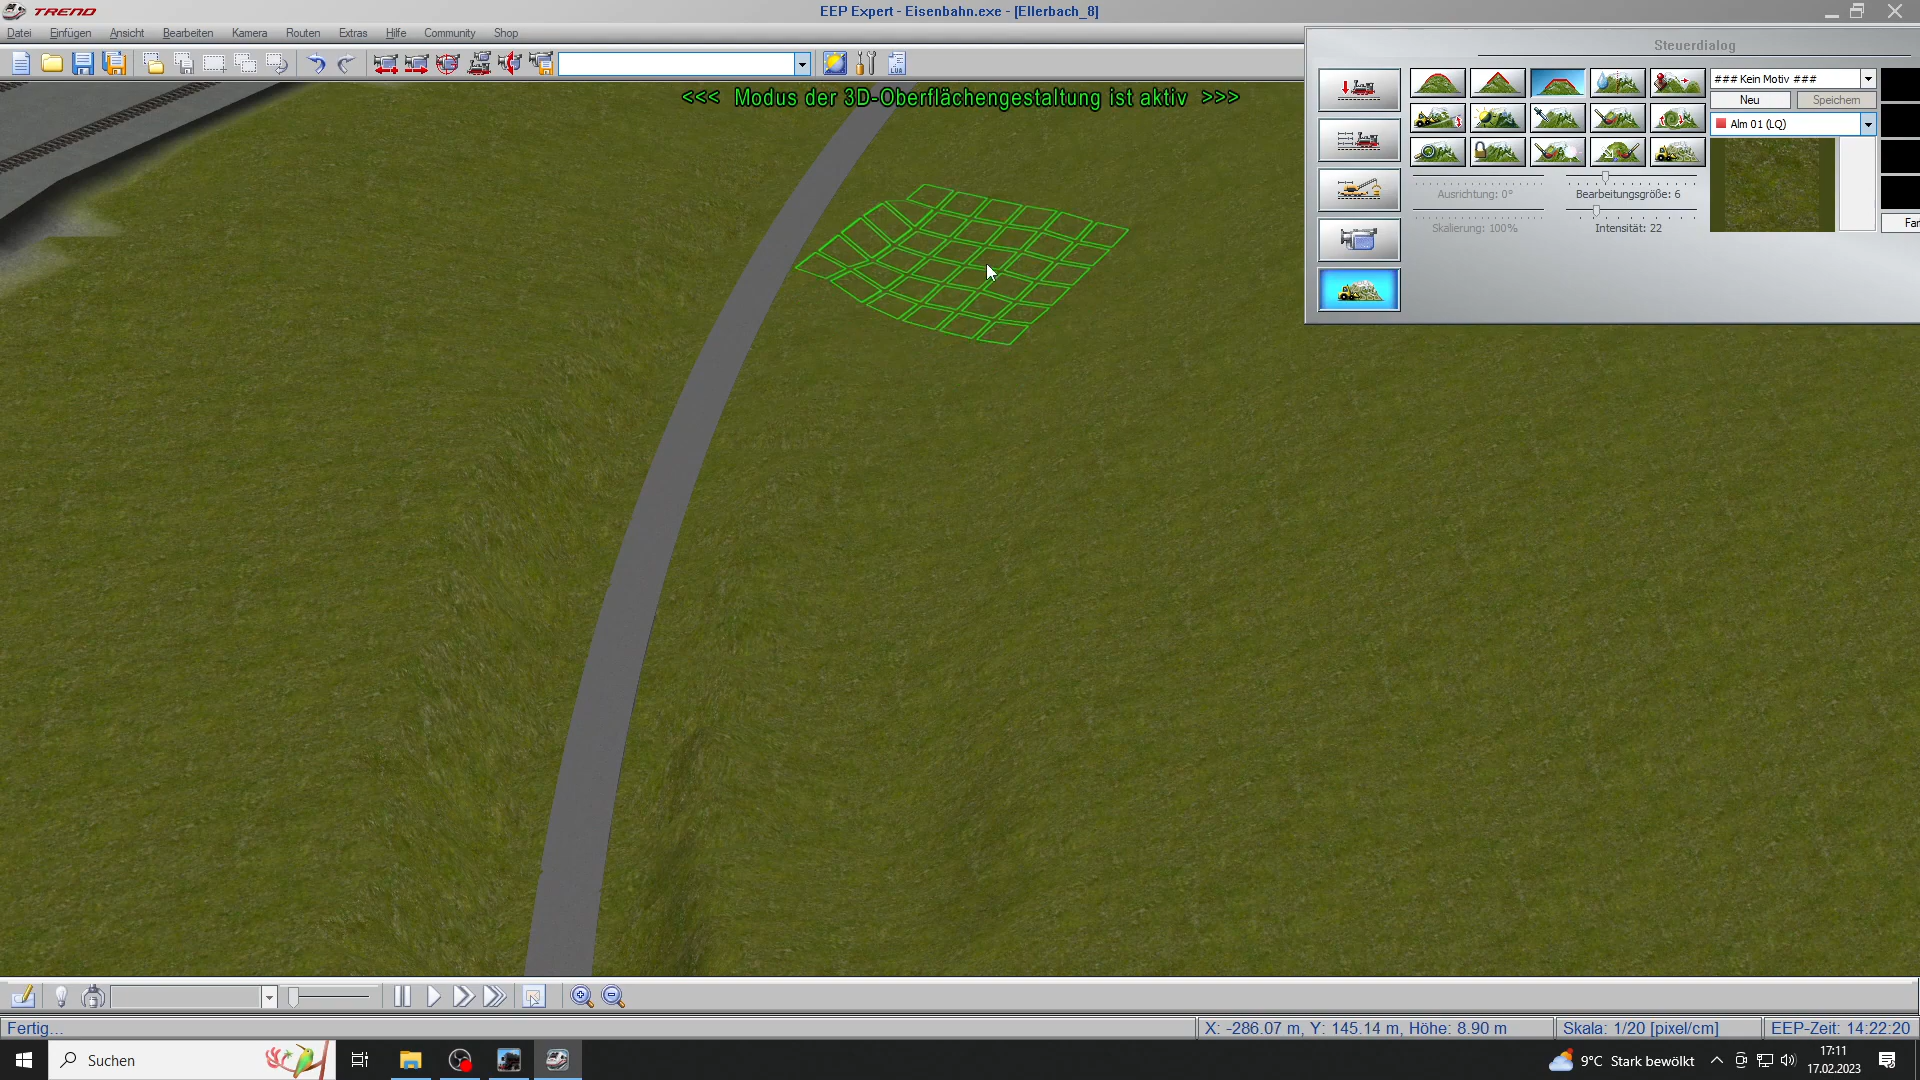 TREND
EEP Expert - Eisenbahn.exe - [Ellerbach_8]
Datei Einfügen Ansicht Bearbeiten Kamera Routen Extras Hilfe Community Shop
<<< Modus der 3D-Oberflächengestaltung ist aktiv >>>
Steuerdialog
### Kein Motiv ###
Neu Speichern
Alm 01 (LQ)
Ausrichtung: 0° Bearbeitungsgröße: 6
Skalierung: 100% Intensität: 22
Far
LUA
Fertig...
X: -286.07 m, Y: 145.14 m, Höhe: 8.90 m
Skala: 1/20 [pixel/cm]
EEP-Zeit: 14:22:20
Suchen
9°C Stark bewölkt
17:11
17.02.2023